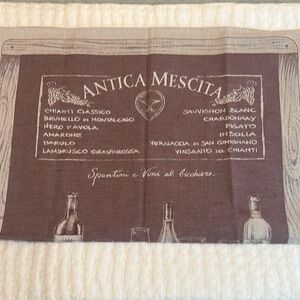 ANTICA MESCITA
CHIANTI CLASSICO
BRUNELLO DI MONTALCINO
NERO D'AVOLA
AMARONE
BAROLO
LAMBRUSCO GRASPAROSSA
SAUVIGNON BLANC
CHARDONNAY
PIGATO
INSOLIA
VERNACCIA DI SAN GIMIGNANO
VINSANTO DEL CHIANTI
Spuntini e Vini al bicchiere